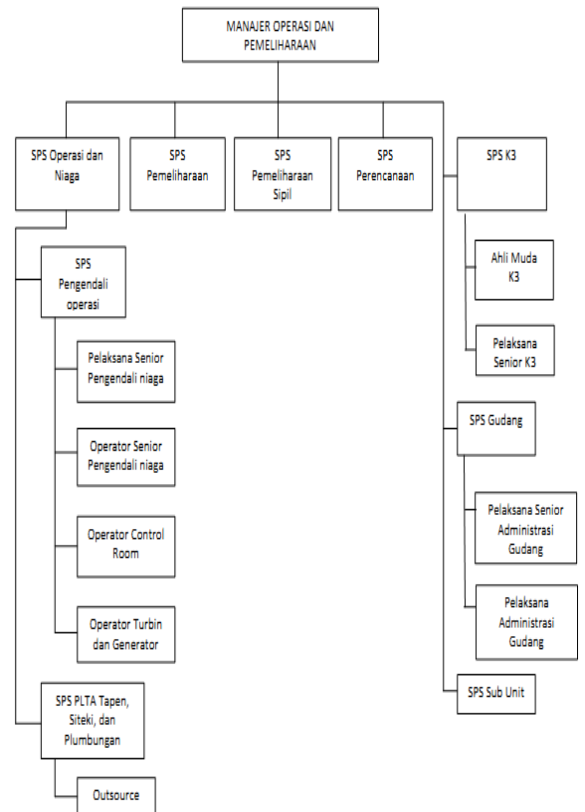 MANAJER OPERASI DAN
PEMELIHARAAN
SPS Operasi dan
Niaga
SPS
Pemeliharaan
SPS
Pemeliharaan
Sipil
SPS
Perencanaan
SPS K3
Ahli Muda
K3
Pelaksana
Senior K3
SPS
Pengendali
operasi
Pelaksana Senior
Pengendali niaga
Operator Senior
Pengendali niaga
Operator Control
Room
Operator Turbin
dan Generator
SPS PLTA Tapen,
Siteki, dan
Plumbungan
Outsource
SPS Gudang
Pelaksana Senior
Administrasi
Gudang
Pelaksana
Administrasi
Gudang
SPS Sub Unit